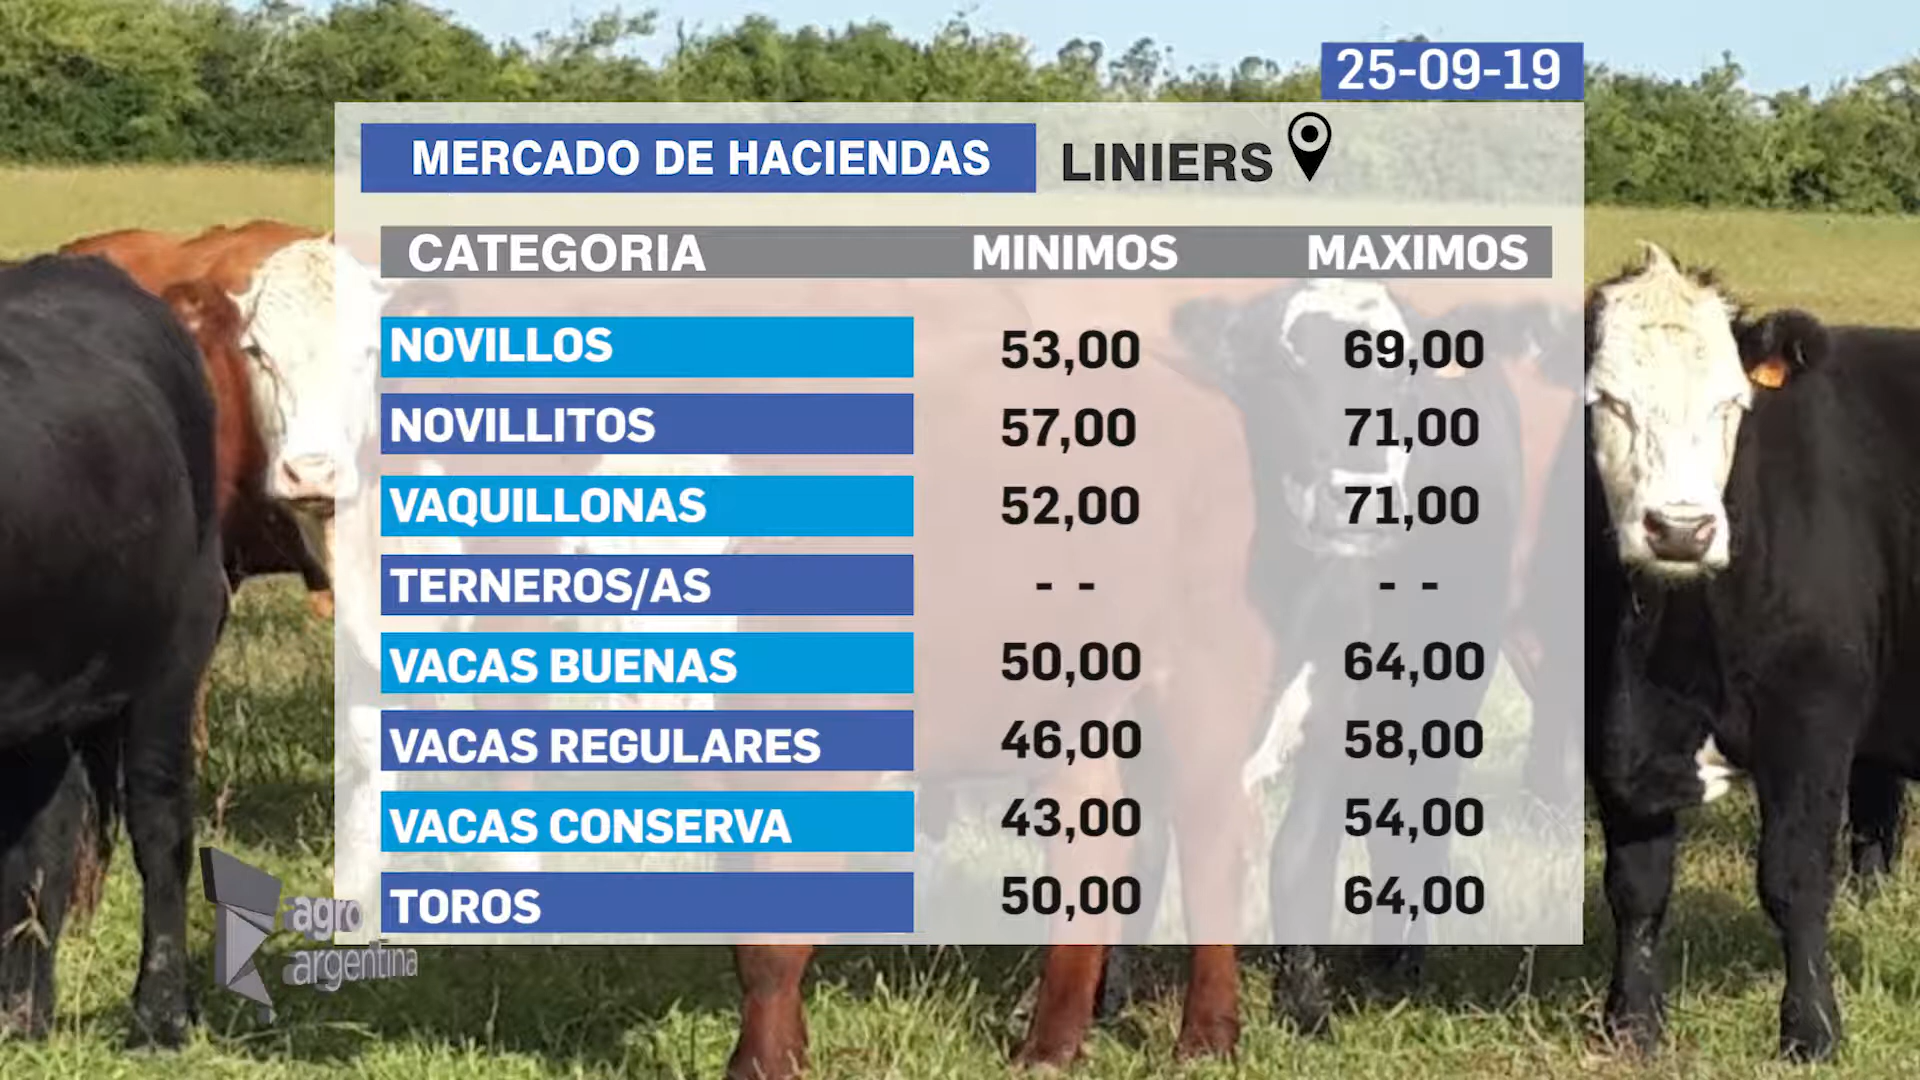 25-09-19
MERCADO DE HACIENDAS LINIERS
CATEGORIA MINIMOS MAXIMOS
NOVILLOS 53,00 69,00
NOVILLITOS 57,00 71,00
VAQUILLONAS 52,00 71,00
TERNEROS/AS - - - -
VACAS BUENAS 50,00 64,00
VACAS REGULARES 46,00 58,00
VACAS CONSERVA 43,00 54,00
TOROS 50,00 64,00
agro
argentina